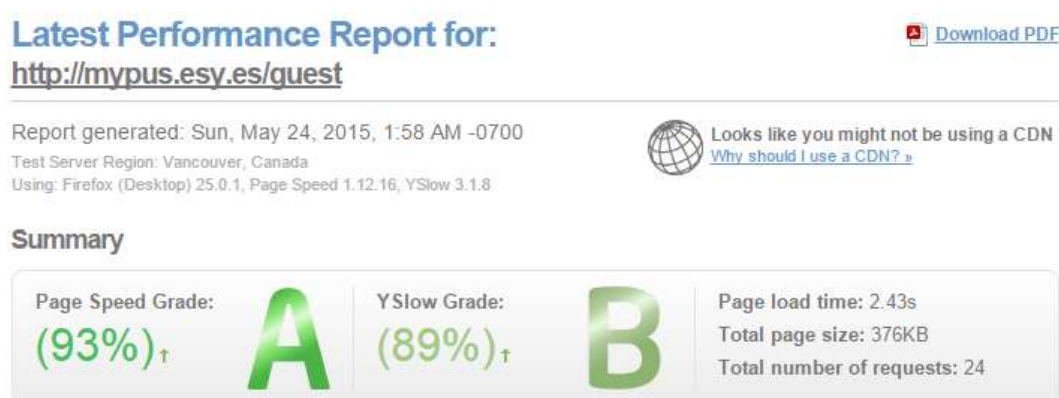 Latest Performance Report for:
Download PDF
http://mypus.esy.es/guest
Report generated: Sun, May 24, 2015, 1:58 AM -0700
Test Server Region: Vancouver, Canada
Using: Firefox (Desktop) 25.0.1, Page Speed 1.12.16, YSlow 3.1.8
Looks like you might not be using a CDN
Why should I use a CDN? »
Summary
Page Speed Grade:
(93%)↑
A
YSlow Grade:
(89%)↑
B
Page load time: 2.43s
Total page size: 376KB
Total number of requests: 24